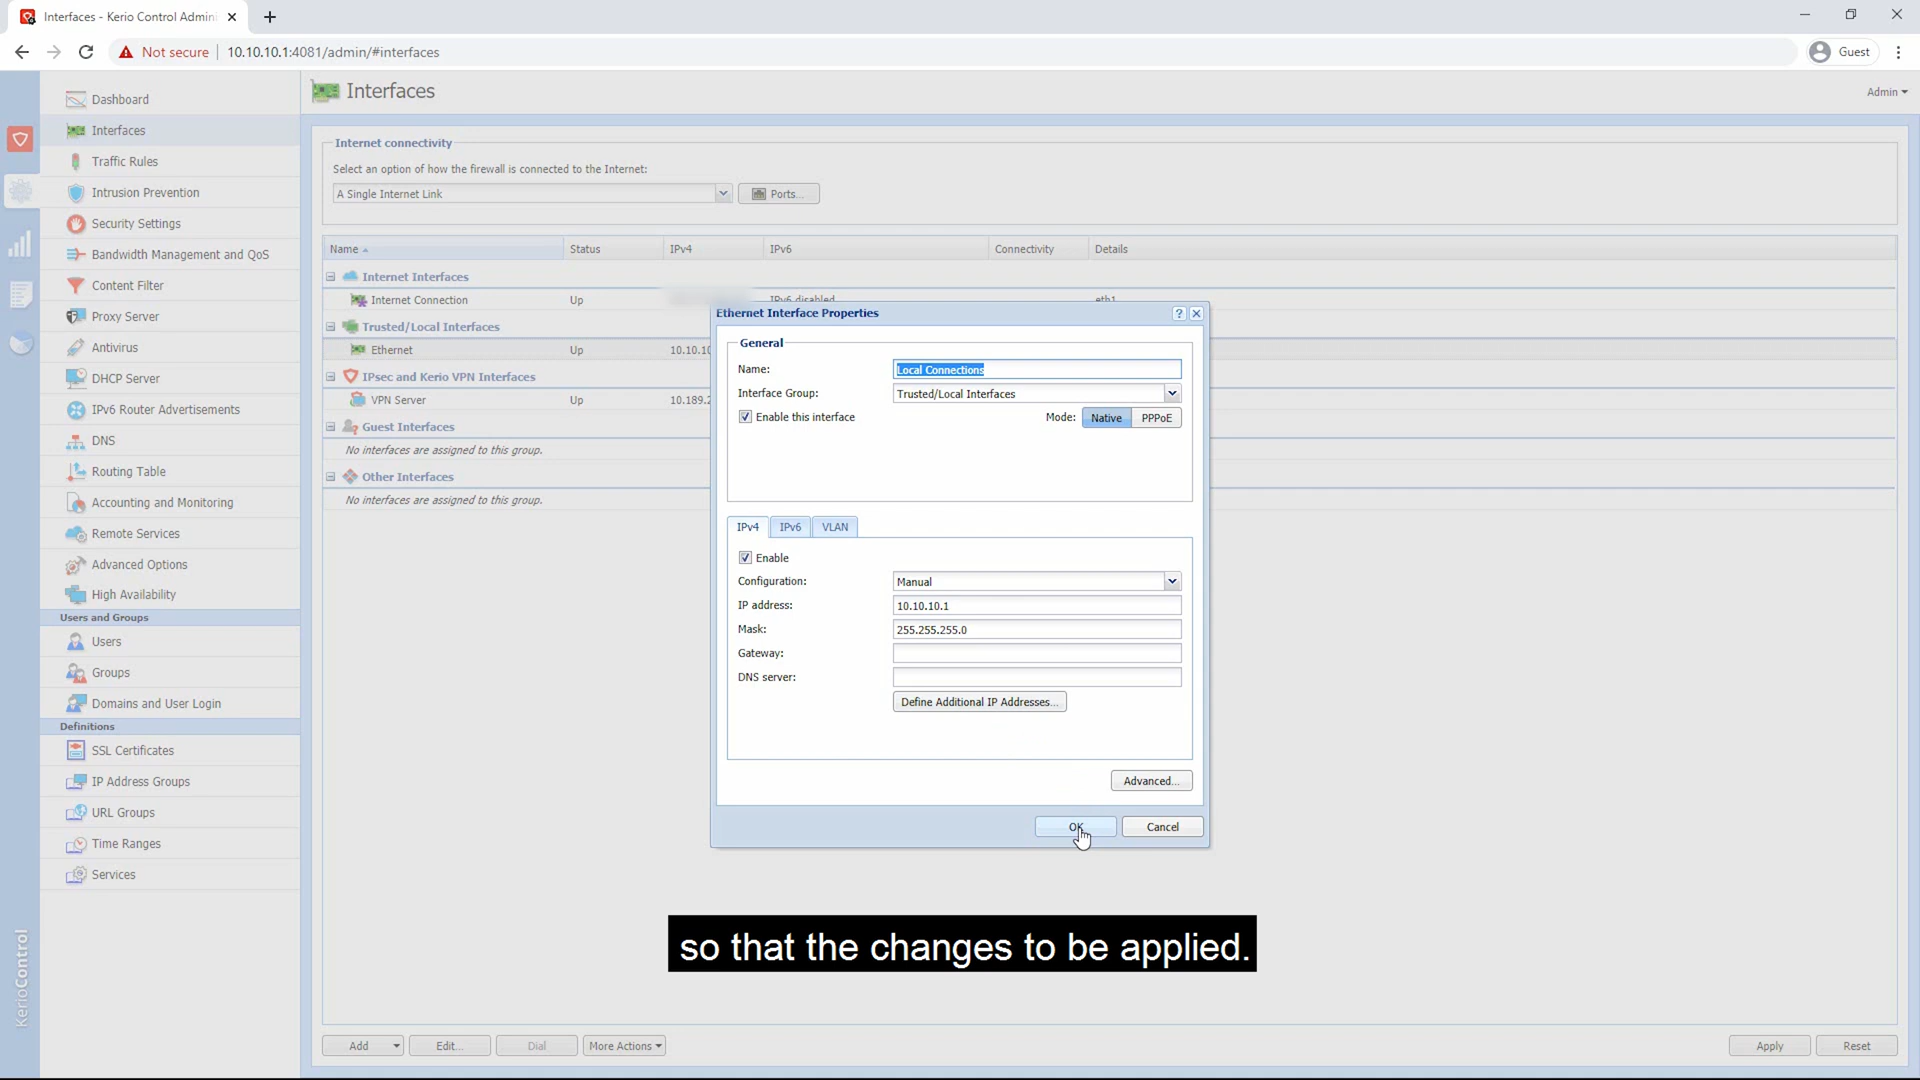 Interfaces - Kerio Control Admini
Not secure
10.10.10.1:4081/admin/#interfaces
Guest
Dashboard
Interfaces
Traffic Rules
Intrusion Prevention
Security Settings
Bandwidth Management and QoS
Content Filter
Proxy Server
Antivirus
DHCP Server
IPv6 Router Advertisements
DNS
Routing Table
Accounting and Monitoring
Remote Services
Advanced Options
High Availability
Users and Groups
Users
Groups
Domains and User Login
Definitions
SSL Certificates
IP Address Groups
URL Groups
Time Ranges
Services
KerioControl
Interfaces
Admin
Internet connectivity
Select an option of how the firewall is connected to the Internet:
A Single Internet Link
Ports...
Name Status IPv4 IPv6 Connectivity Details
Internet Interfaces
Internet Connection Up IPv6 disabled eth1
Trusted/Local Interfaces
Ethernet Up 10.10.10
IPsec and Kerio VPN Interfaces
VPN Server Up 10.189.2
Guest Interfaces
No interfaces are assigned to this group.
Other Interfaces
No interfaces are assigned to this group.
Ethernet Interface Properties
?
General
Name: Local Connections
Interface Group: Trusted/Local Interfaces
Enable this interface
Mode: Native PPPoE
IPv4 IPv6 VLAN
Enable
Configuration: Manual
IP address: 10.10.10.1
Mask: 255.255.255.0
Gateway:
DNS server:
Define Additional IP Addresses...
Advanced...
OK Cancel
so that the changes to be applied.
Add Edit... Dial More Actions
Apply Reset